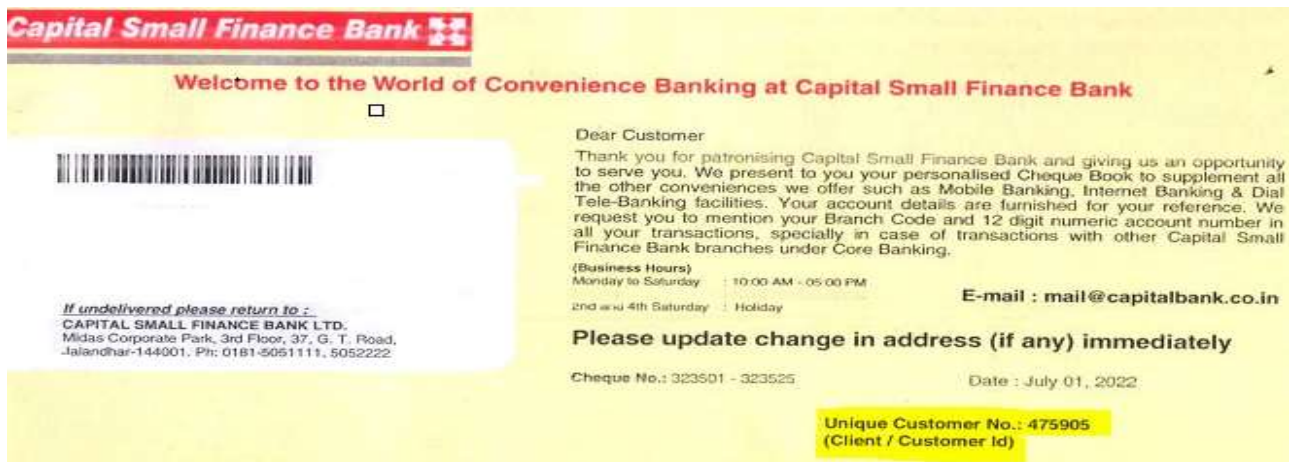 Capital Small Finance Bank
Welcome to the World of Convenience Banking at Capital Small Finance Bank
If undelivered please return to :
CAPITAL SMALL FINANCE BANK LTD.
Midas Corporate Park, 3rd Floor, 37, G. T. Road,
Jalandhar-144001. Ph: 0181-5051111, 5052222
Dear Customer
Thank you for patronising Capital Small Finance Bank and giving us an opportunity
to serve you. We present to you your personalised Cheque Book to supplement all
the other conveniences we offer such as Mobile Banking, Internet Banking & Dial
Tele-Banking facilities. Your account details are furnished for your reference. We
request you to mention your Branch Code and 12 digit numeric account number in
all your transactions, specially in case of transactions with other Capital Small
Finance Bank branches under Core Banking.
(Business Hours)
Monday to Saturday : 10:00 AM - 05:00 PM
2nd and 4th Saturday : Holiday
E-mail : mail@capitalbank.co.in
Please update change in address (if any) immediately
Cheque No.: 323501 - 323525
Date : July 01, 2022
Unique Customer No.: 475905
(Client / Customer Id)